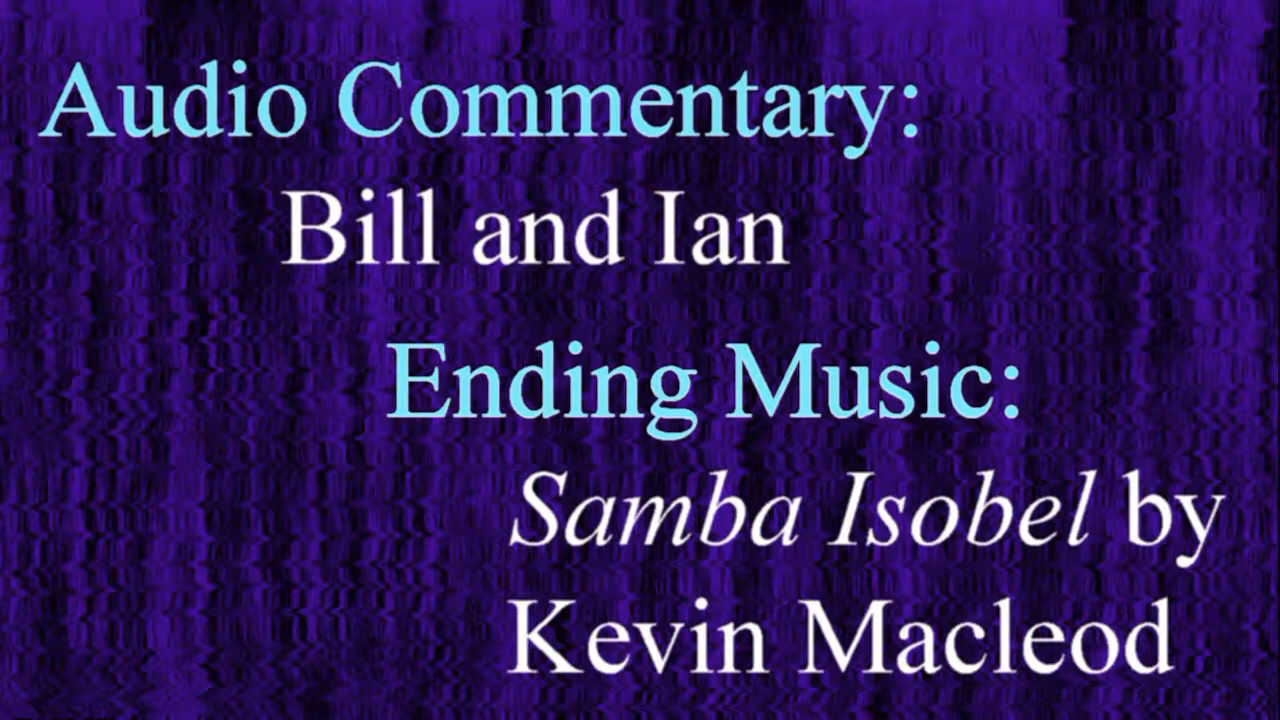 Audio Commentary:
Bill and Ian
Ending Music:
Samba Isobel by
Kevin Macleod